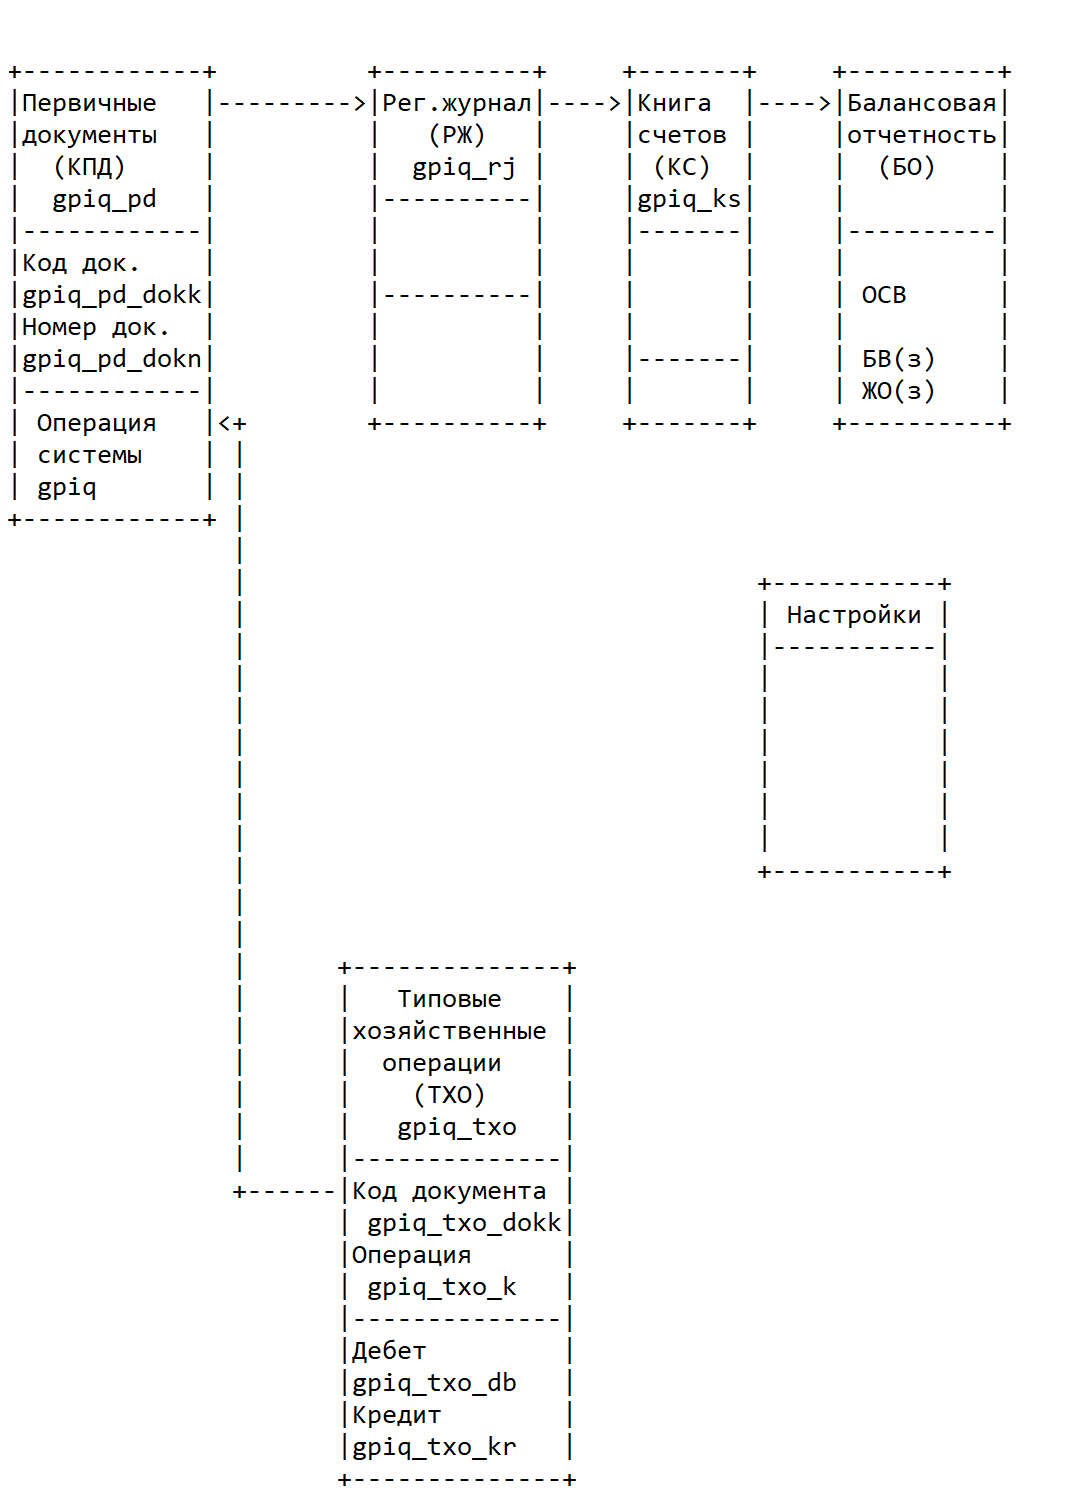 +------------+          +----------+     +-------+     +----------+
|Первичные   |--------->|Рег.журнал|---->|Книга  |---->|Балансовая|
|документы   |          |   (РЖ)   |     |счетов |     |отчетность|
|  (КПД)     |          |  gpiq_rj |     | (КС)  |     |  (БО)    |
|  gpiq_pd   |          |----------|     |gpiq_ks|     |          |
|------------|          |          |     |-------|     |----------|
|Код док.    |          |          |     |       |     |          |
|gpiq_pd_dokk|          |----------|     |       |     | ОСВ      |
|Номер док.  |          |          |     |       |     |          |
|gpiq_pd_dokn|          |          |     |-------|     | БВ(з)    |
|------------|          |          |     |       |     | ЖО(з)    |
| Операция   |<+        +----------+     +-------+     +----------+
| системы    | |
| gpiq       | |
+------------+ |
               |
               |                                  +-----------+
               |                                  | Настройки |
               |                                  |-----------|
               |                                  |           |
               |                                  |           |
               |                                  |           |
               |                                  |           |
               |                                  |           |
               |                                  |           |
               |                                  +-----------+
               |
               |
               |      +--------------+
               |      |   Типовые    |
               |      |хозяйственные |
               |      |  операции    |
               |      |    (ТХО)     |
               |      |   gpiq_txo   |
               |      |--------------|
               +------|Код документа |
                      | gpiq_txo_dokk|
                      |Операция      |
                      | gpiq_txo_k   |
                      |--------------|
                      |Дебет         |
                      |gpiq_txo_db   |
                      |Кредит        |
                      |gpiq_txo_kr   |
                      +--------------+